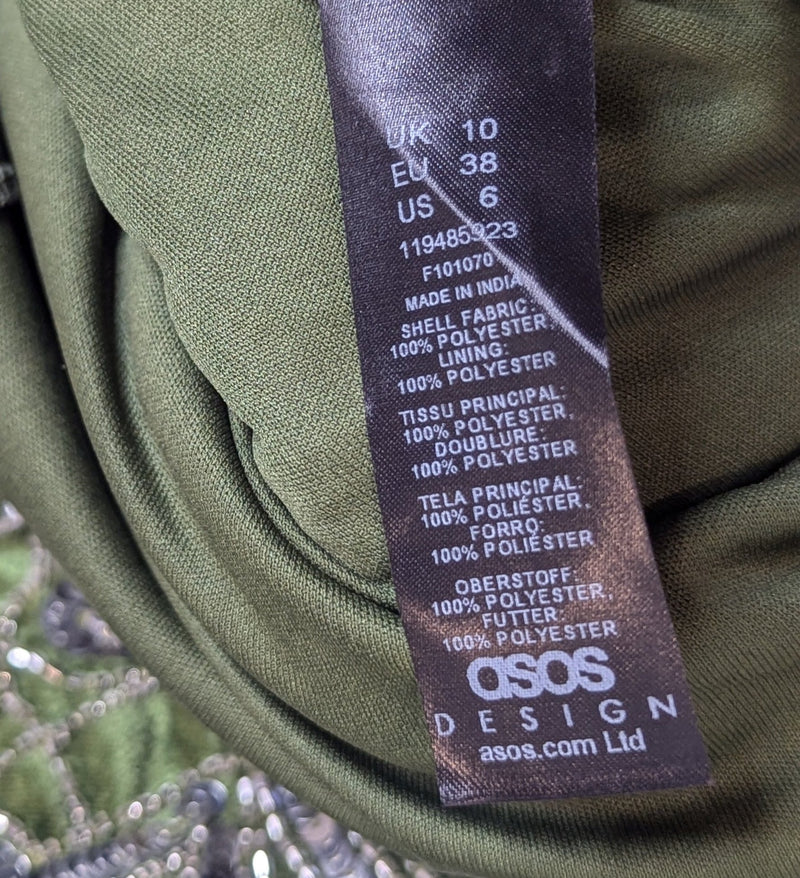 UK 10
EU 38
US 6
119485923
F101070
MADE IN INDIA
SHELL FABRIC:
100% POLYESTER.
LINING:
100% POLYESTER
TISSU PRINCIPAL:
100% POLYESTER.
DOUBLURE:
100% POLYESTER
TELA PRINCIPAL:
100% POLIÉSTER.
FORRO:
100% POLIÉSTER
OBERSTOFF:
100% POLYESTER.
FUTTER:
100% POLYESTER
asos
DESIGN
asos.com Ltd